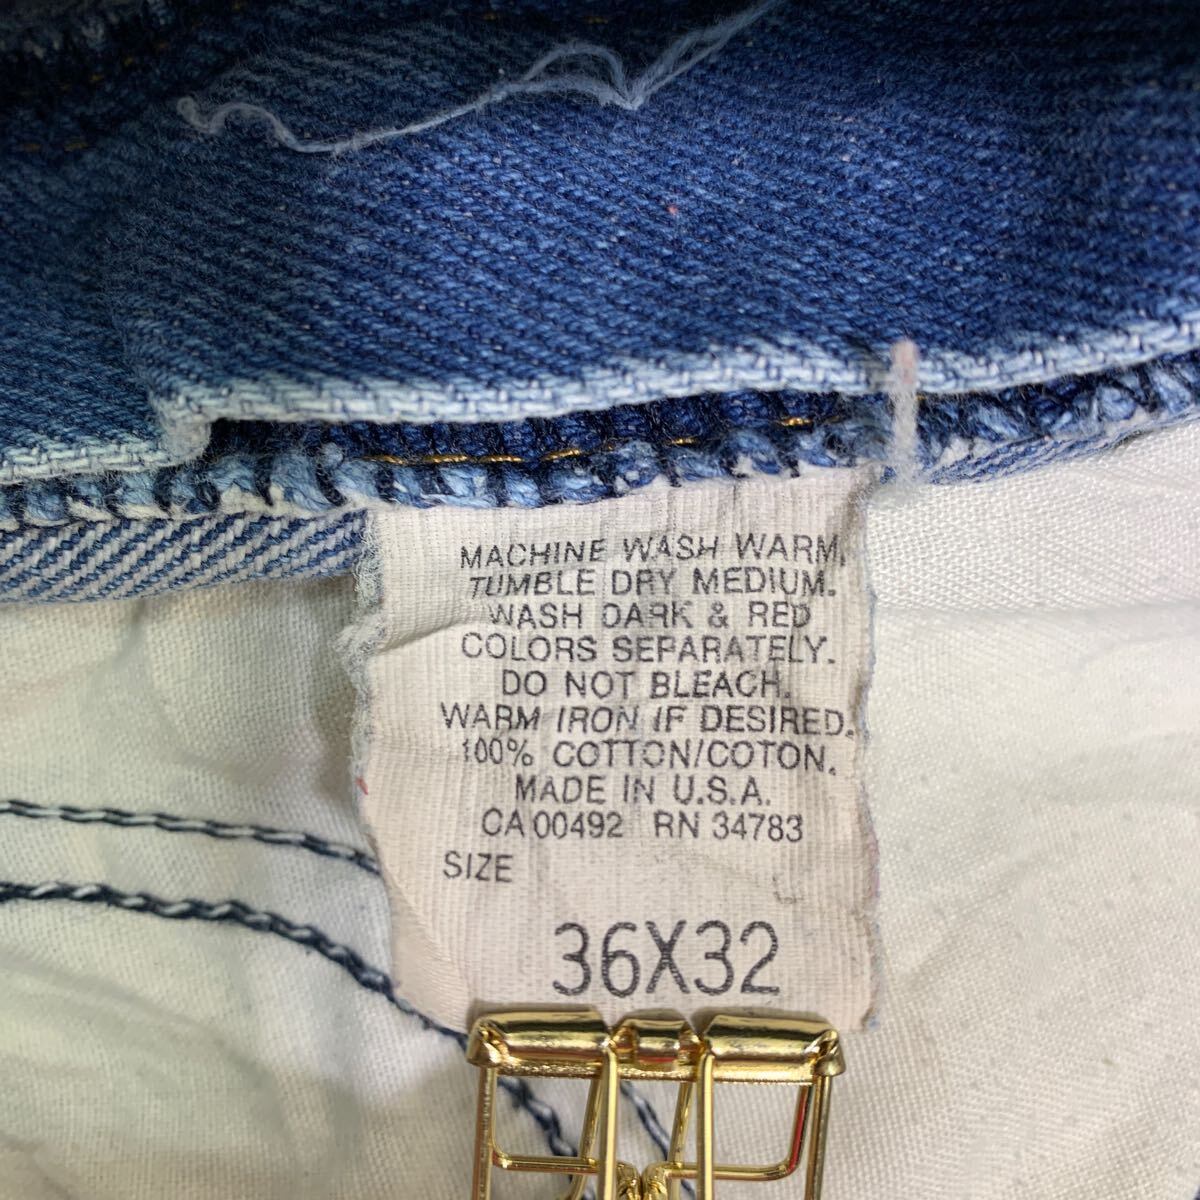 MACHINE WASH WARM.
TUMBLE DRY MEDIUM.
WASH DARK & RED
COLORS SEPARATELY.
DO NOT BLEACH.
WARM IRON IF DESIRED.
100% COTTON/COTON.
MADE IN U.S.A.
CA 00492 RN 34783
SIZE
36X32